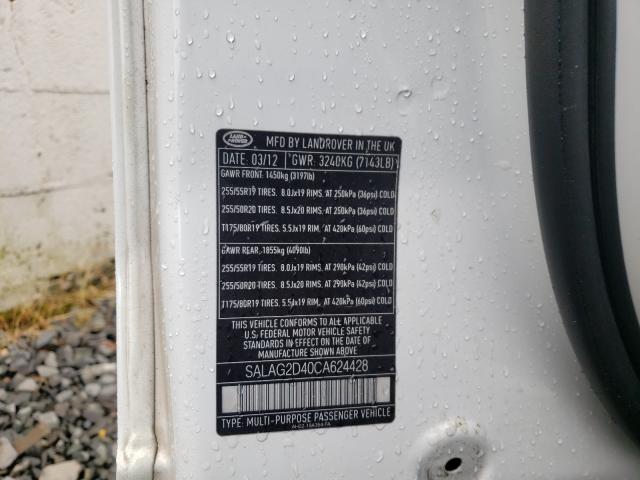 LAND-
ROVER
MFD BY LANDROVER IN THE UK
DATE: 03/12 GWR. 3240KG (7143LB)
GAWR FRONT: 1450kg (3197lb)
255/55R19 TIRES. 8.0Jx19 RIMS, AT 250kPa (36psi) COLD
255/50R20 TIRES. 8.5Jx20 RIMS, AT 250kPa (36psi) COLD
T175/80R19 TIRES. 5.5Jx19 RIM, AT 420kPa (60psi) COLD
GAWR REAR. 1855kg (4090lb)
255/55R19 TIRES. 8.0Jx19 RIMS, AT 290kPa (42psi) COLD
255/50R20 TIRES. 8.5Jx20 RIMS, AT 290kPa (42psi) COLD
T175/80R19 TIRES. 5.5Jx19 RIM, AT 420kPa (60psi) COLD
THIS VEHICLE CONFORMS TO ALL APPLICABLE
U.S. FEDERAL MOTOR VEHICLE SAFETY
STANDARDS IN EFFECT ON THE DATE OF
MANUFACTURE SHOWN ABOVE.
SALAG2D40CA624428
TYPE: MULTI-PURPOSE PASSENGER VEHICLE